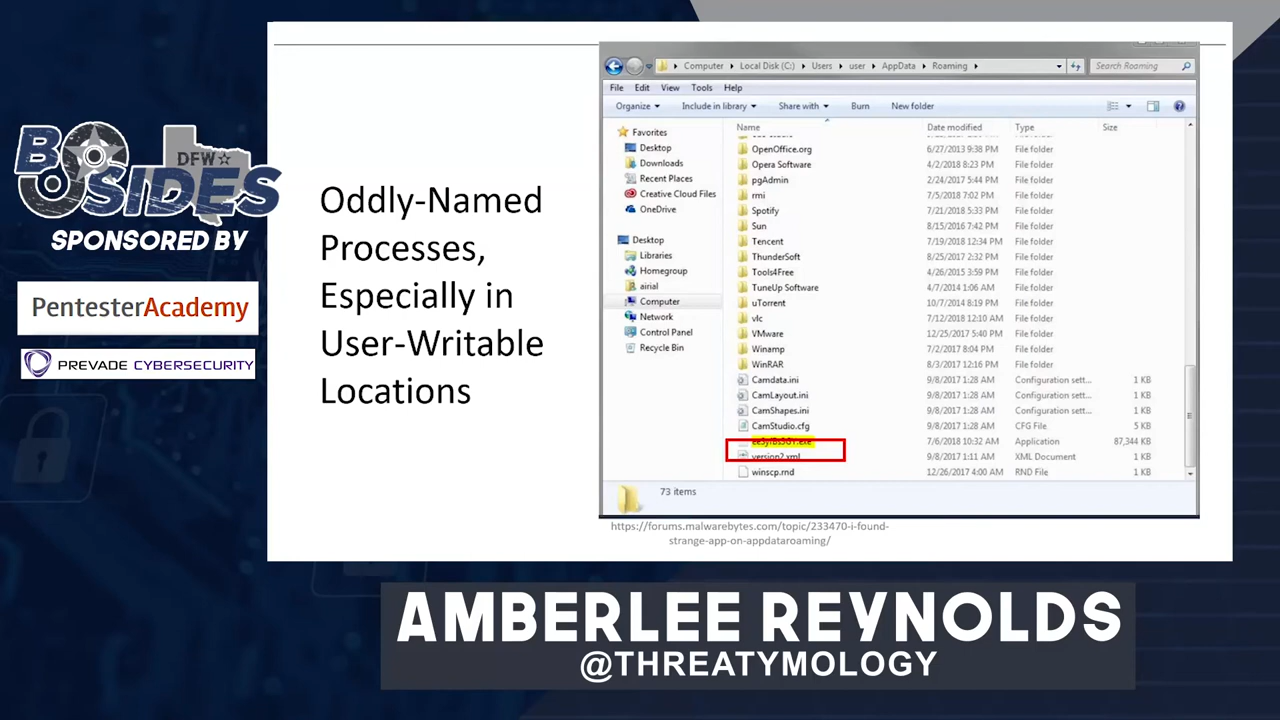 BSIDES
DFW
SPONSORED BY
PentesterAcademy
PREVADE CYBERSECURITY
Oddly-Named
Processes,
Especially in
User-Writable
Locations
Computer Local Disk (C:) Users user AppData Roaming Search Roaming
File Edit View Tools Help
Organize Include in library Share with Burn New folder
Favorites
Desktop
Downloads
Recent Places
Creative Cloud Files
OneDrive
Desktop
Libraries
Homegroup
airial
Computer
Network
Control Panel
Recycle Bin
Name Date modified Type Size
OpenOffice.org 6/27/2013 9:38 PM File folder
Opera Software 4/2/2018 8:23 PM File folder
pgAdmin 2/24/2017 5:44 PM File folder
rmi 7/5/2018 7:02 PM File folder
Spotify 7/21/2018 5:33 PM File folder
Sun 8/15/2016 7:42 PM File folder
Tencent 7/19/2018 12:34 PM File folder
ThunderSoft 8/25/2017 2:32 PM File folder
Tools4Free 4/26/2015 3:59 PM File folder
TuneUp Software 4/7/2014 1:06 AM File folder
uTorrent 10/7/2014 8:19 PM File folder
vlc 7/12/2018 12:10 AM File folder
VMware 12/25/2017 5:40 PM File folder
Winamp 7/2/2017 8:04 PM File folder
WinRAR 8/3/2017 12:16 PM File folder
Camdata.ini 9/8/2017 1:28 AM Configuration sett... 1 KB
CamLayout.ini 9/8/2017 1:28 AM Configuration sett... 1 KB
CamShapes.ini 9/8/2017 1:28 AM Configuration sett... 1 KB
CamStudio.cfg 9/8/2017 1:28 AM CFG File 5 KB
7/6/2018 10:32 AM Application 87,344 KB
version2.xml 9/8/2017 1:11 AM XML Document 1 KB
winscp.rnd 12/26/2017 4:00 AM RND File 1 KB
73 items
https://forums.malwarebytes.com/topic/233470-i-found-
strange-app-on-appdataroaming/
AMBERLEE REYNOLDS
@THREATYMOLOGY